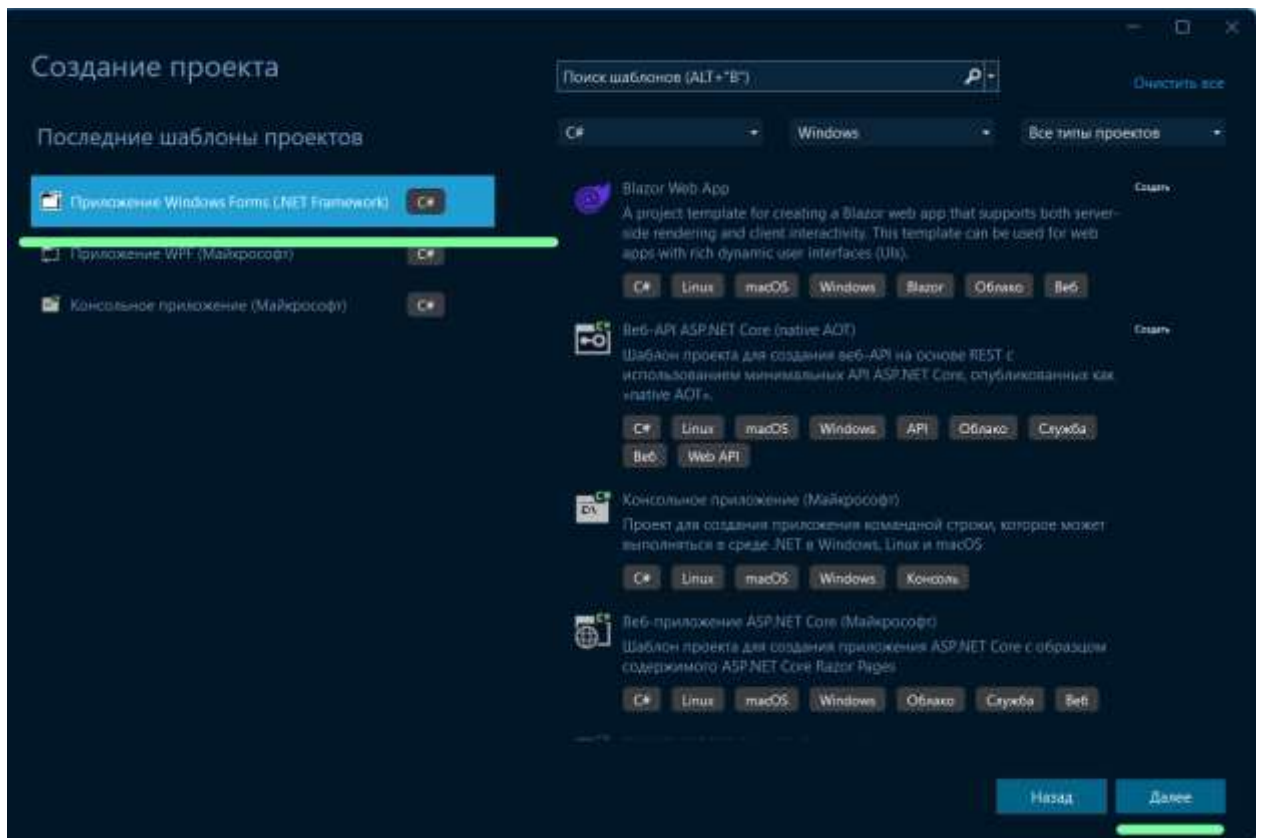 Создание проекта
Поиск шаблонов (ALT+"В")
Очистить все
Последние шаблоны проектов
C#
Windows
Все типы проектов
Приложение Windows Forms (.NET Framework) C#
Приложение WPF (Майкрософт) C#
Консольное приложение (Майкрософт) C#
Blazor Web App
Создать
A project template for creating a Blazor web app that supports both server-
side rendering and client interactivity. This template can be used for web
apps with rich dynamic user interfaces (UIs).
C# Linux macOS Windows Blazor Облако Веб
Веб-API ASP.NET Core (native AOT)
Создать
Шаблон проекта для создания веб-API на основе REST с
использованием минимальных API ASP.NET Core, опубликованных как
«native AOT».
C# Linux macOS Windows API Облако Служба
Веб Web API
Консольное приложение (Майкрософт)
Проект для создания приложения командной строки, которое может
выполняться в среде .NET в Windows, Linux и macOS
C# Linux macOS Windows Консоль
Веб-приложение ASP.NET Core (Майкрософт)
Шаблон проекта для создания приложения ASP.NET Core с образцом
содержимого ASP.NET Core Razor Pages
C# Linux macOS Windows Облако Служба Веб
Назад
Далее